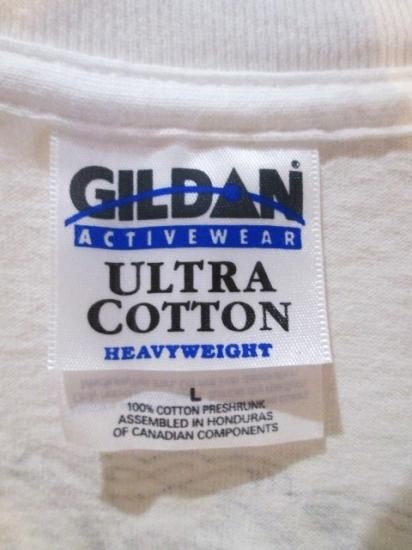 GILDAN®
ACTIVEWEAR
ULTRA
COTTON
HEAVYWEIGHT
L
100% COTTON PRESHRUNK
ASSEMBLED IN HONDURAS
OF CANADIAN COMPONENTS